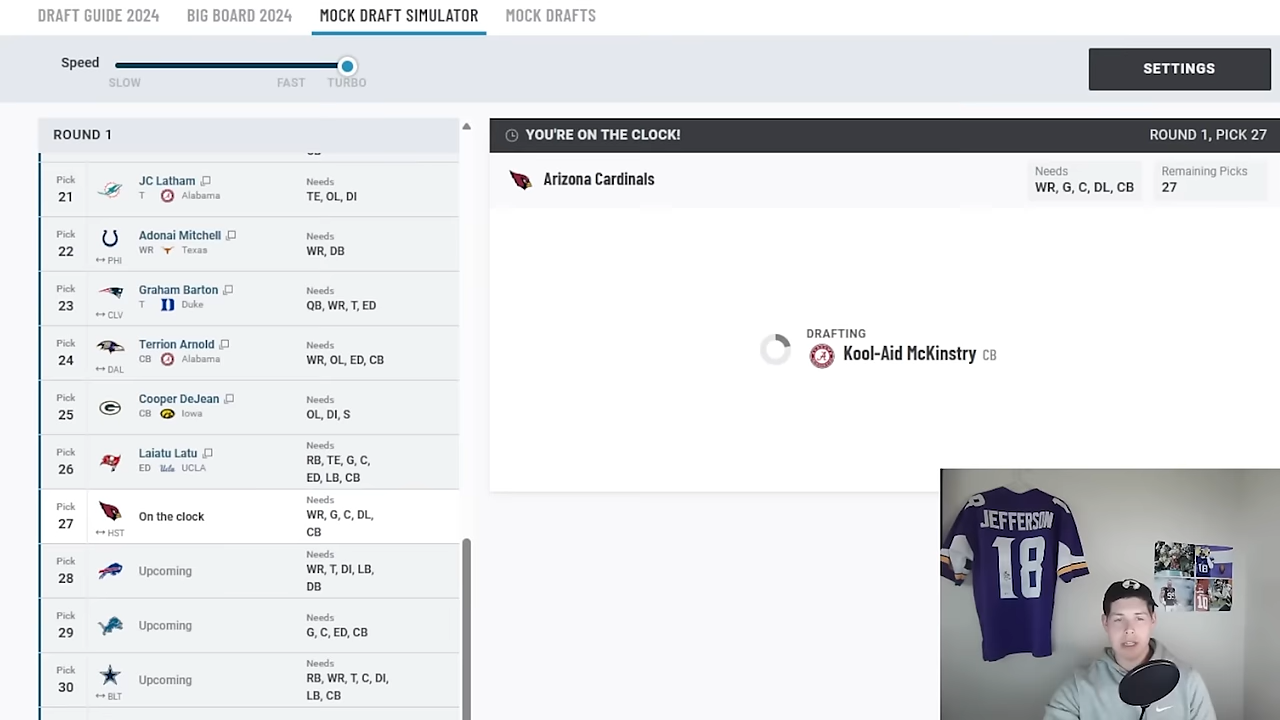 DRAFT GUIDE 2024 BIG BOARD 2024 MOCK DRAFT SIMULATOR MOCK DRAFTS
Speed
SLOW FAST TURBO
SETTINGS
ROUND 1
Pick 21 JC Latham Needs
T Alabama TE, OL, DI
Pick 22 Adonai Mitchell Needs
↔ PHI WR Texas WR, DB
Pick 23 Graham Barton Needs
↔ CLV T Duke QB, WR, T, ED
Pick 24 Terrion Arnold Needs
↔ DAL CB Alabama WR, OL, ED, CB
Pick 25 Cooper DeJean Needs
CB Iowa OL, DI, S
Pick 26 Laiatu Latu Needs
ED Ucla UCLA RB, TE, G, C,
ED, LB, CB
Pick 27 On the clock Needs
↔ HST WR, G, C, DL,
CB
Pick 28 Upcoming Needs
WR, T, DI, LB,
DB
Pick 29 Upcoming Needs
G, C, ED, CB
Pick 30 Upcoming Needs
↔ BLT RB, WR, T, C, DI,
LB, CB
YOU'RE ON THE CLOCK! ROUND 1, PICK 27
Arizona Cardinals
Needs
WR, G, C, DL, CB
Remaining Picks
27
DRAFTING
Kool-Aid McKinstry CB
JEFFERSON
18